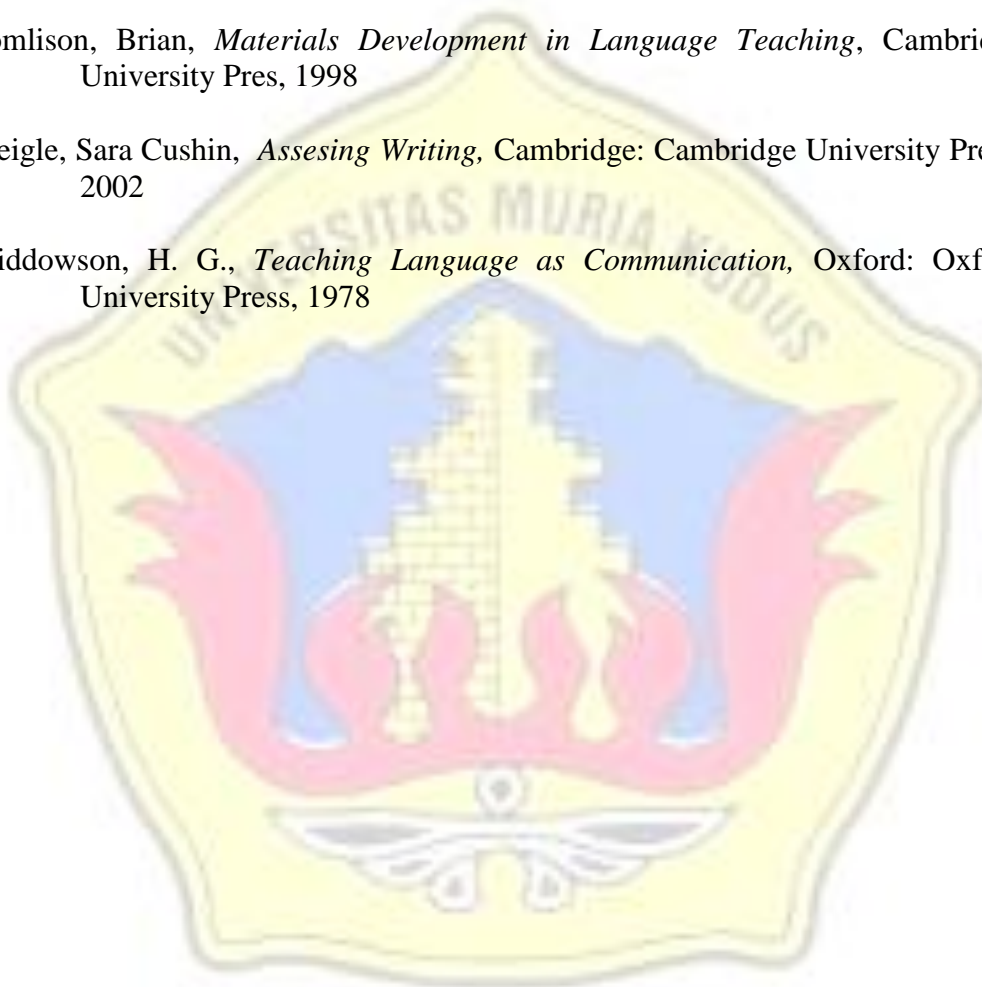 omlison, Brian, Materials Development in Language Teaching, Cambrid
University Pres, 1998
eigle, Sara Cushin, Assesing Writing, Cambridge: Cambridge University Pre
2002
iddowson, H. G., Teaching Language as Communication, Oxford: Oxf
University Press, 1978
UNIVERSITAS MURIA KUDUS